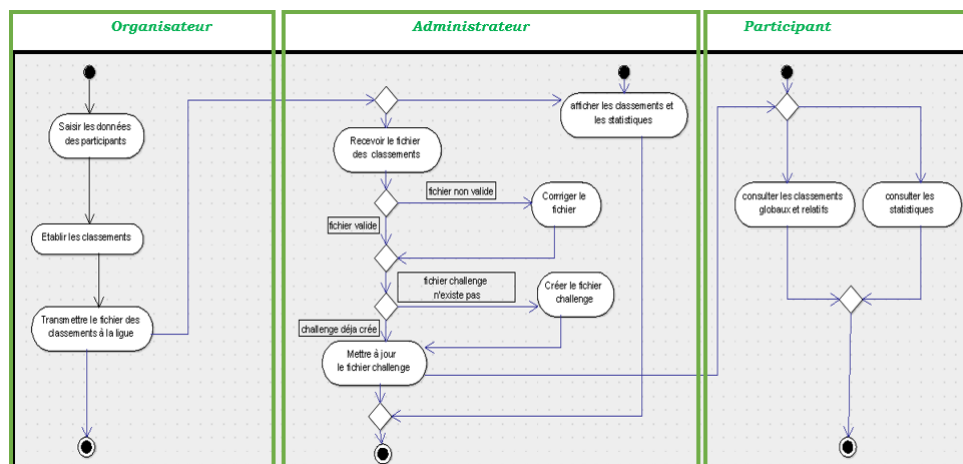 Organisateur
Administrateur
Participant
Saisir les données
des participants
Etablir les classements
Transmettre le fichier des
classements à la ligue
Recevoir le fichier
des classements
afficher les classements et
les statistiques
fichier non valide
Corriger le
fichier
fichier valide
fichier challenge
n'existe pas
Créer le fichier
challenge
challenge déja crée
Mettre à jour
le fichier challenge
consulter les classements
globaux et relatifs
consulter les
statistiques